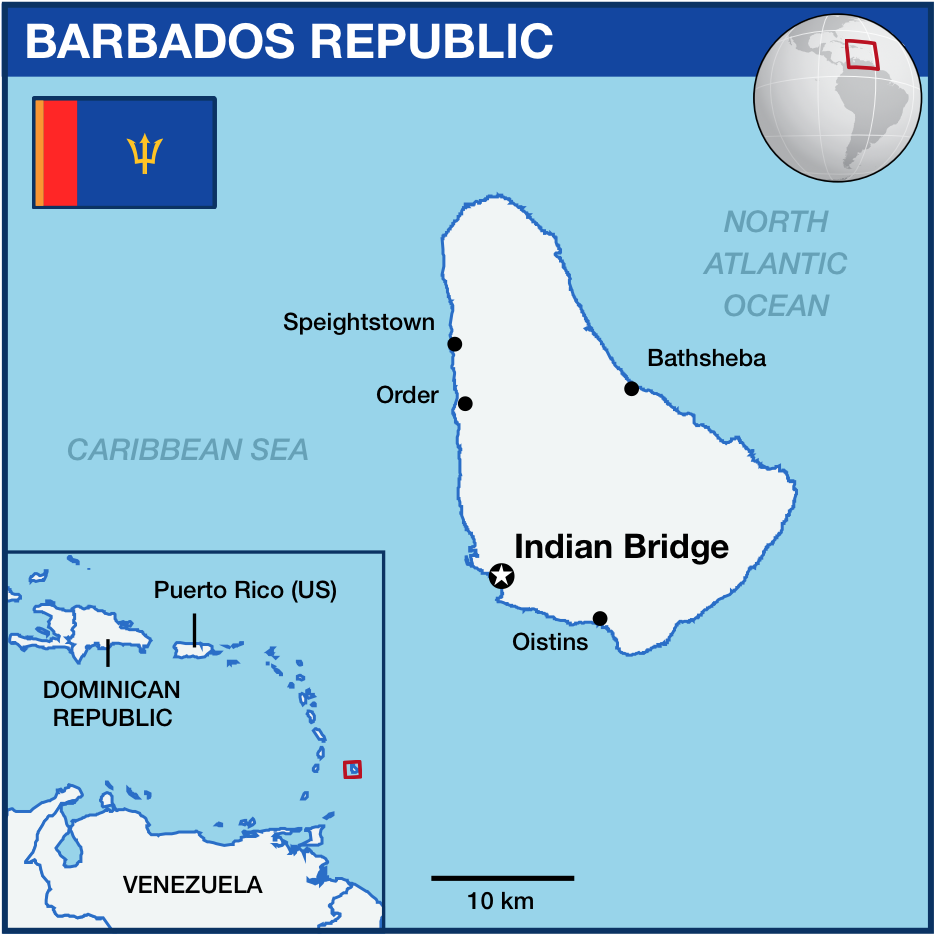 BARBADOS REPUBLIC
NORTH
ATLANTIC
OCEAN
Speightstown
Bathsheba
Order
CARIBBEAN SEA
Indian Bridge
Oistins
Puerto Rico (US)
DOMINICAN
REPUBLIC
VENEZUELA
10 km